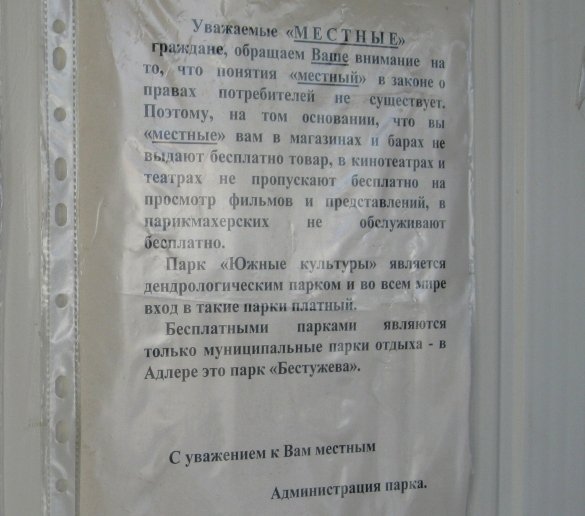 Уважаемые «МЕСТНЫЕ»
граждане, обращаем Ваше внимание на
то, что понятия «местный» в законе о
правах потребителей не существует.
Поэтому, на том основании, что вы
«местные» вам в магазинах и барах не
выдают бесплатно товар, в кинотеатрах и
театрах не пропускают бесплатно на
просмотр фильмов и представлений, в
парикмахерских не обслуживают
бесплатно.
Парк «Южные культуры» является
дендрологическим парком и во всем мире
вход в такие парки платный.
Бесплатными парками являются
только муниципальные парки отдыха - в
Адлере это парк «Бестужева».
С уважением к Вам местным
Администрация парка.